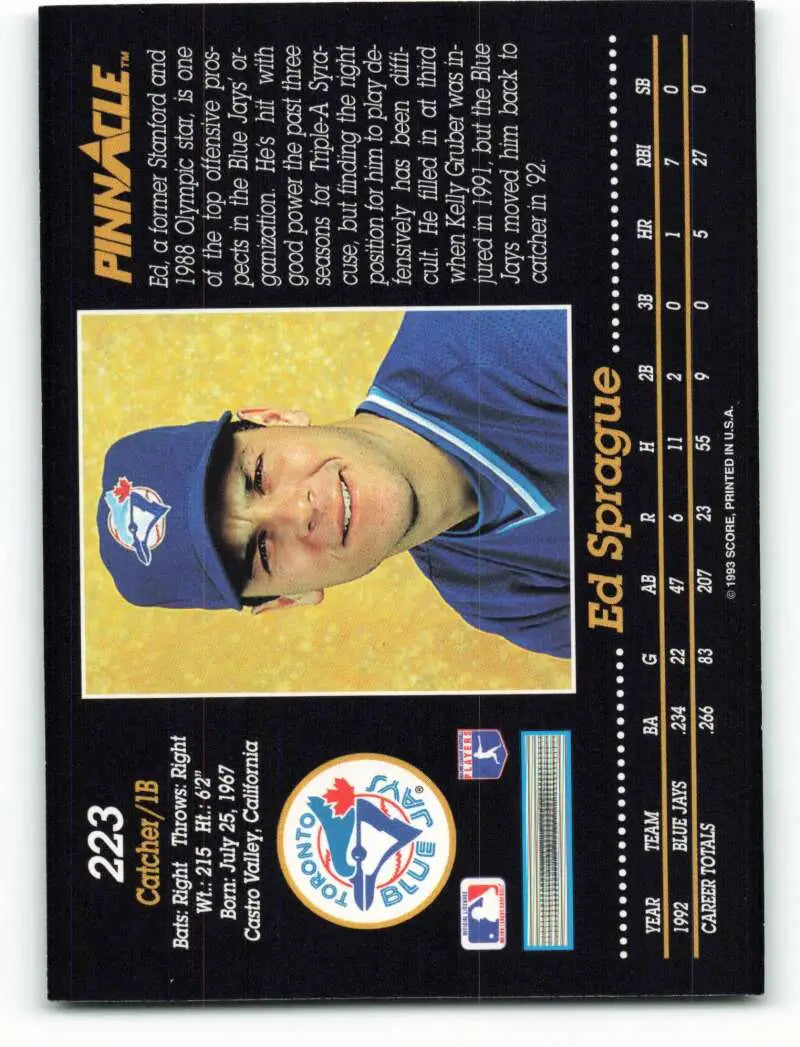 223
Catcher/1B
Bats: Right Throws: Right
Wt.: 215 Ht.: 6'2"
Born: July 25, 1967
Castro Valley, California
TORONTO
BLUE JAYS®
PLAYERS
PINNACLE™
Ed, a former Stanford and
1988 Olympic star, is one
of the top offensive pros-
pects in the Blue Jays' or-
ganization. He's hit with
good power the past three
seasons for Triple-A Syra-
cuse, but finding the right
position for him to play de-
fensively has been diffi-
cult. He filled in at third
when Kelly Gruber was in-
jured in 1991, but the Blue
Jays moved him back to
catcher in '92.
Ed Sprague
YEAR TEAM BA G AB R H 2B 3B HR RBI SB
1992 BLUE JAYS .234 22 47 6 11 2 0 1 7 0
CAREER TOTALS .266 83 207 23 55 9 0 5 27 0
© 1993 SCORE, PRINTED IN U.S.A.